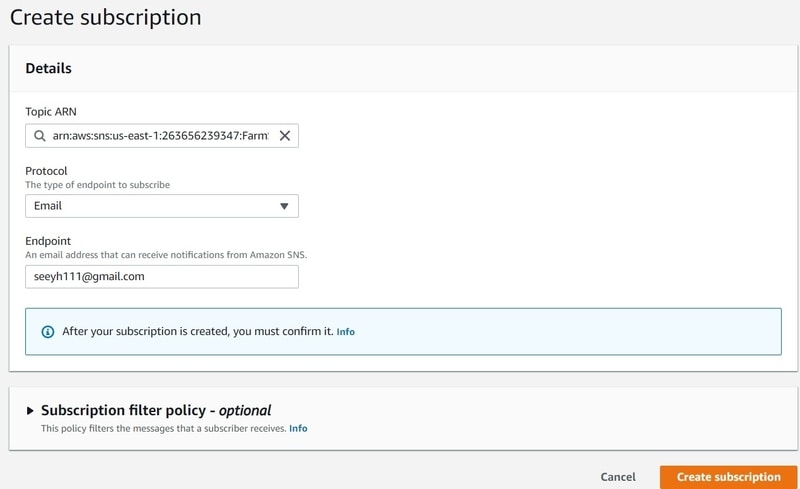 Create subscription
Details
Topic ARN
arn:aws:sns:us-east-1:263656239347:Farm
Protocol
The type of endpoint to subscribe
Email
Endpoint
An email address that can receive notifications from Amazon SNS.
seeyh111@gmail.com
After your subscription is created, you must confirm it. Info
Subscription filter policy - optional
This policy filters the messages that a subscriber receives. Info
Cancel Create subscription